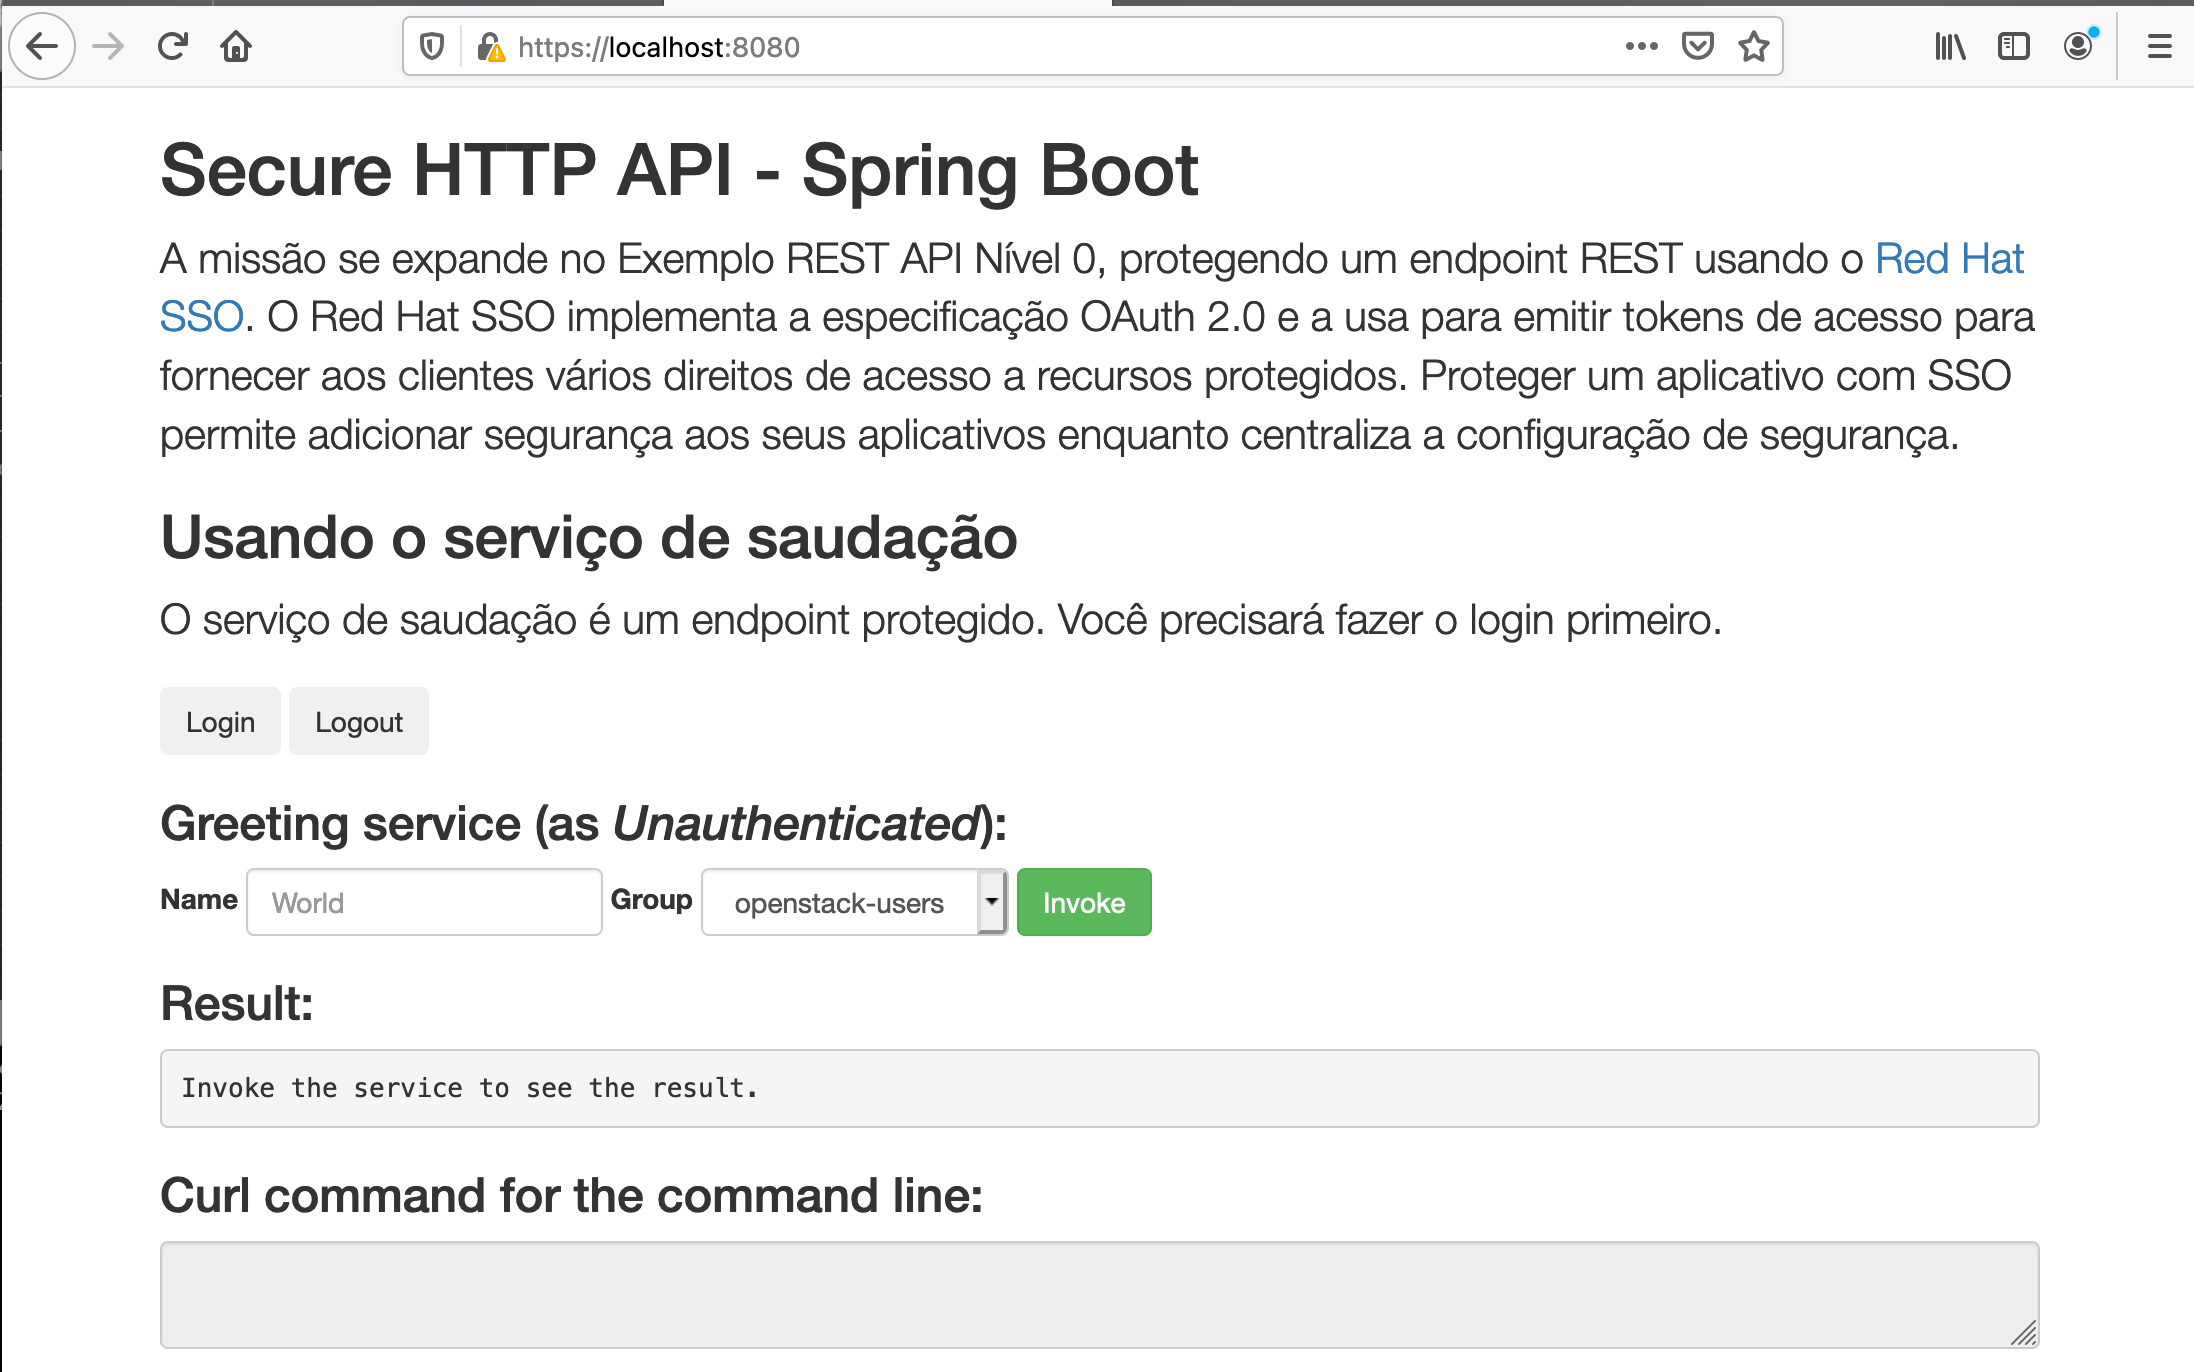 https://localhost:8080
Secure HTTP API - Spring Boot
A missão se expande no Exemplo REST API Nível 0, protegendo um endpoint REST usando o Red Hat
SSO. O Red Hat SSO implementa a especificação OAuth 2.0 e a usa para emitir tokens de acesso para
fornecer aos clientes vários direitos de acesso a recursos protegidos. Proteger um aplicativo com SSO
permite adicionar segurança aos seus aplicativos enquanto centraliza a configuração de segurança.
Usando o serviço de saudação
O serviço de saudação é um endpoint protegido. Você precisará fazer o login primeiro.
Login Logout
Greeting service (as Unauthenticated):
Name World Group openstack-users Invoke
Result:
Invoke the service to see the result.
Curl command for the command line: